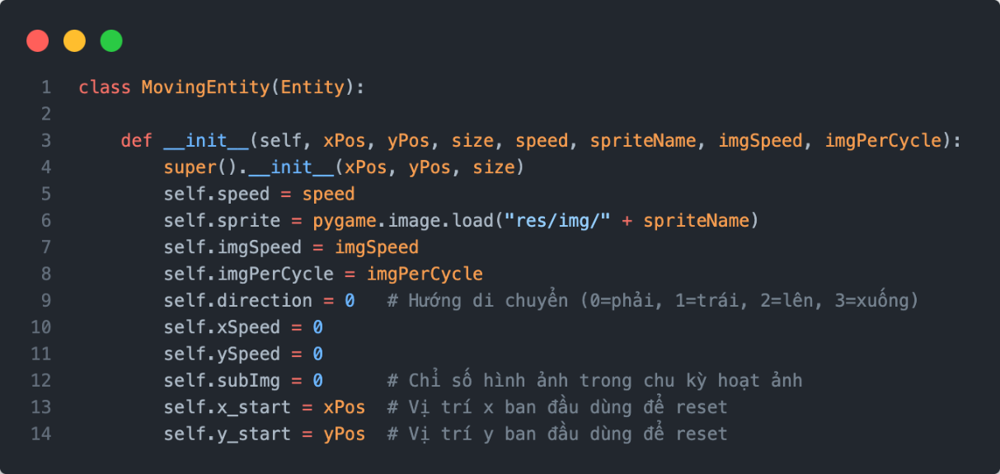 1 class MovingEntity(Entity):
2
3     def __init__(self, xPos, yPos, size, speed, spriteName, imgSpeed, imgPerCycle):
4         super().__init__(xPos, yPos, size)
5         self.speed = speed
6         self.sprite = pygame.image.load("res/img/" + spriteName)
7         self.imgSpeed = imgSpeed
8         self.imgPerCycle = imgPerCycle
9         self.direction = 0   # Hướng di chuyển (0=phải, 1=trái, 2=lên, 3=xuống)
10         self.xSpeed = 0
11         self.ySpeed = 0
12         self.subImg = 0      # Chỉ số hình ảnh trong chu kỳ hoạt ảnh
13         self.x_start = xPos  # Vị trí x ban đầu dùng để reset
14         self.y_start = yPos  # Vị trí y ban đầu dùng để reset